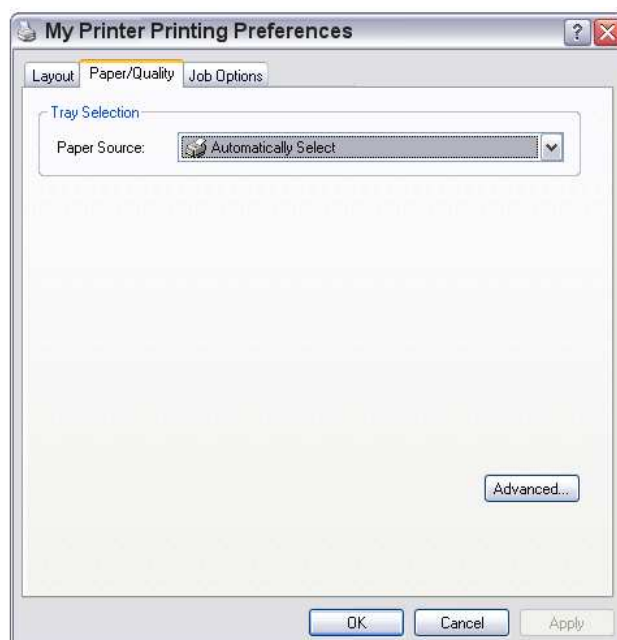 My Printer Printing Preferences
?
Layout Paper/Quality Job Options
Tray Selection
Paper Source: Automatically Select
Advanced...
OK Cancel Apply